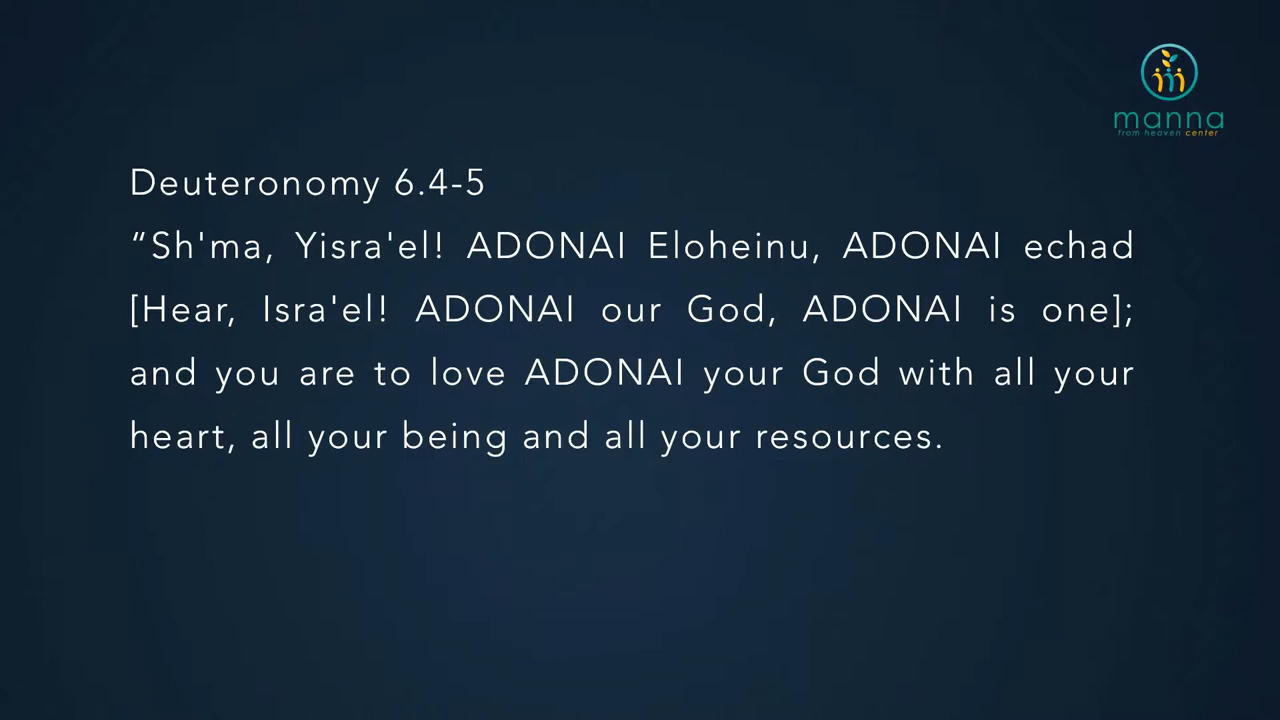 manna
from heaven center
Deuteronomy 6.4-5
“Sh'ma, Yisra'el! ADONAI Eloheinu, ADONAI echad
[Hear, Isra'el! ADONAI our God, ADONAI is one];
and you are to love ADONAI your God with all your
heart, all your being and all your resources.